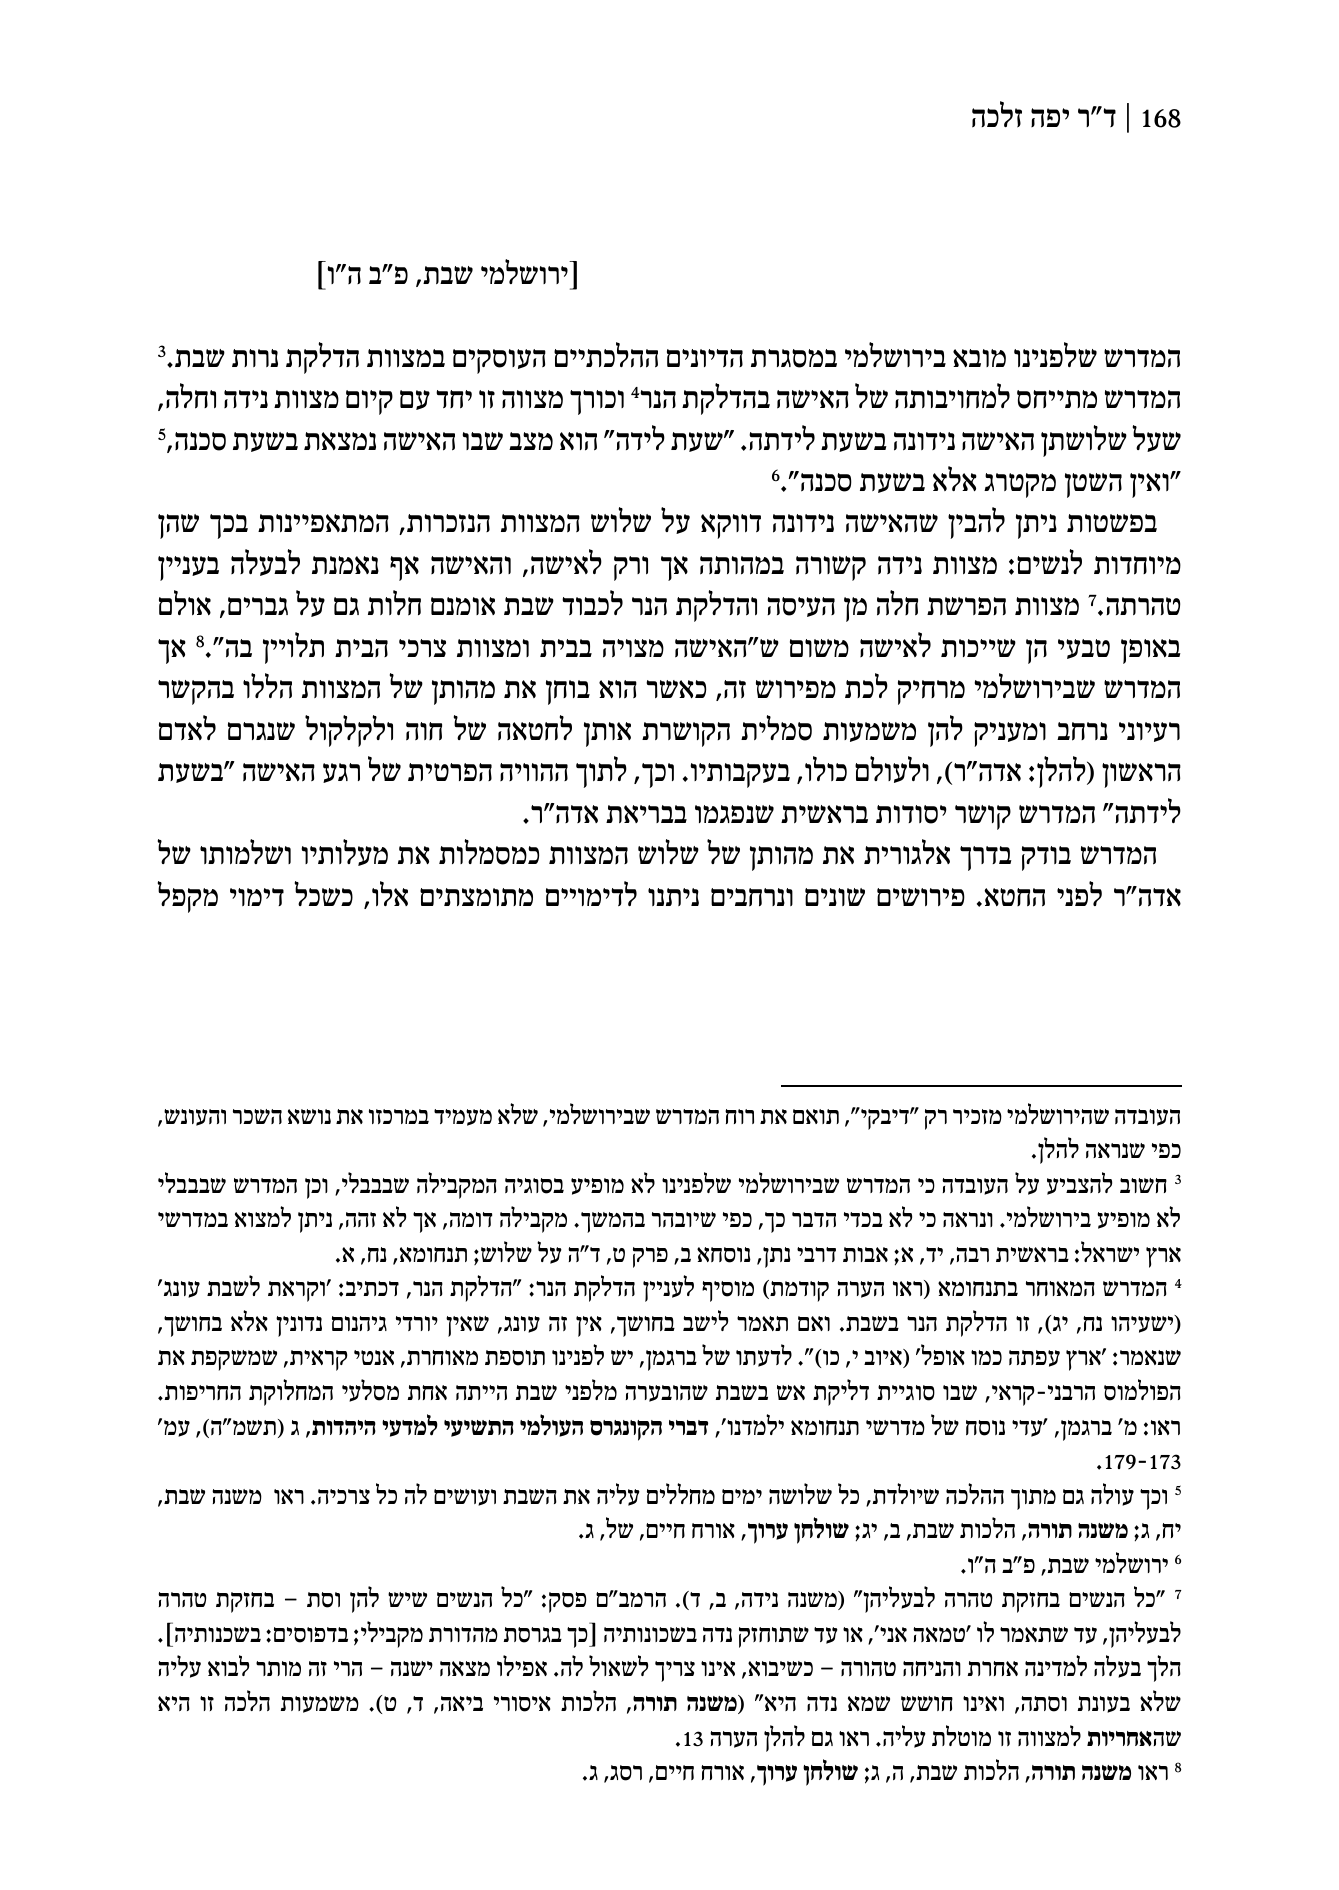 168 | ד"ר יפה זלכה
[ירושלמי שבת, פ"ב ה"ו]
המדרש שלפנינו מובא בירושלמי במסגרת הדיונים ההלכתיים העוסקים במצוות הדלקת נרות שבת.3
המדרש מתייחס למחויבותה של האישה בהדלקת הנר4 וכורך מצווה זו יחד עם קיום מצוות נידה וחלה,
שעל שלושתן האישה נידונה בשעת לידתה. "שעת לידה" הוא מצב שבו האישה נמצאת בשעת סכנה,5
"ואין השטן מקטרג אלא בשעת סכנה".6
בפשטות ניתן להבין שהאישה נידונה דווקא על שלוש המצוות הנזכרות, המתאפיינות בכך שהן
מיוחדות לנשים: מצוות נידה קשורה במהותה אך ורק לאישה, והאישה אף נאמנת לבעלה בעניין
טהרתה.7 מצוות הפרשת חלה מן העיסה והדלקת הנר לכבוד שבת אומנם חלות גם על גברים, אולם
באופן טבעי הן שייכות לאישה משום ש"האישה מצויה בבית ומצוות צרכי הבית תלויין בה".8 אך
המדרש שבירושלמי מרחיק לכת מפירוש זה, כאשר הוא בוחן את מהותן של המצוות הללו בהקשר
רעיוני נרחב ומעניק להן משמעות סמלית הקושרת אותן לחטאה של חוה ולקלקול שנגרם לאדם
הראשון (להלן: אדה"ר), ולעולם כולו, בעקבותיו. וכך, לתוך ההוויה הפרטית של רגע האישה "בשעת
לידתה" המדרש קושר יסודות בראשית שנפגמו בבריאת אדה"ר.
המדרש בודק בדרך אלגורית את מהותן של שלוש המצוות כמסמלות את מעלותיו ושלמותו של
אדה"ר לפני החטא. פירושים שונים ונרחבים ניתנו לדימויים מתומצתים אלו, כשכל דימוי מקפל
העובדה שהירושלמי מזכיר רק "דיבקי", תואם את רוח המדרש שבירושלמי, שלא מעמיד במרכזו את נושא השכר והעונש,
כפי שנראה להלן.
3 חשוב להצביע על העובדה כי המדרש שבירושלמי שלפנינו לא מופיע בסוגיה המקבילה שבבבלי, וכן המדרש שבבבלי
לא מופיע בירושלמי. ונראה כי לא בכדי הדבר כך, כפי שיובהר בהמשך. מקבילה דומה, אך לא זהה, ניתן למצוא במדרשי
ארץ ישראל: בראשית רבה, יד, א; אבות דרבי נתן, נוסחא ב, פרק ט, ד"ה על שלוש; תנחומא, נח, א.
4 המדרש המאוחר בתנחומא (ראו הערה קודמת) מוסיף לעניין הדלקת הנר: "הדלקת הנר, דכתיב: 'וקראת לשבת עונג'
(ישעיהו נח, יג), זו הדלקת הנר בשבת. ואם תאמר לישב בחושך, אין זה עונג, שאין יורדי גיהנום נדונין אלא בחושך,
שנאמר: 'ארץ עפתה כמו אופל' (איוב י, כו)". לדעתו של ברגמן, יש לפנינו תוספת מאוחרת, אנטי קראית, שמשקפת את
הפולמוס הרבני-קראי, שבו סוגיית דליקת אש בשבת שהובערה מלפני שבת הייתה אחת מסלעי המחלוקת החריפות.
ראו: מ' ברגמן, 'עדי נוסח של מדרשי תנחומא ילמדנו', דברי הקונגרס העולמי התשיעי למדעי היהדות, ג (תשמ"ה), עמ'
179-173.
5 וכך עולה גם מתוך ההלכה שיולדת, כל שלושה ימים מחללים עליה את השבת ועושים לה כל צרכיה. ראו משנה שבת,
יח, ג; משנה תורה, הלכות שבת, ב, יג; שולחן ערוך, אורח חיים, של, ג.
6 ירושלמי שבת, פ"ב ה"ו.
7 "כל הנשים בחזקת טהרה לבעליהן" (משנה נידה, ב, ד). הרמב"ם פסק: "כל הנשים שיש להן וסת – בחזקת טהרה
לבעליהן, עד שתאמר לו 'טמאה אני', או עד שתוחזק נדה בשכונותיה [כך בגרסת מהדורת מקבילי; בדפוסים: בשכנותיה].
הלך בעלה למדינה אחרת והניחה טהורה – כשיבוא, אינו צריך לשאול לה. אפילו מצאה ישנה – הרי זה מותר לבוא עליה
שלא בעונת וסתה, ואינו חושש שמא נדה היא" (משנה תורה, הלכות איסורי ביאה, ד, ט). משמעות הלכה זו היא
שהאחריות למצווה זו מוטלת עליה. ראו גם להלן הערה 13.
8 ראו משנה תורה, הלכות שבת, ה, ג; שולחן ערוך, אורח חיים, רסג, ג.